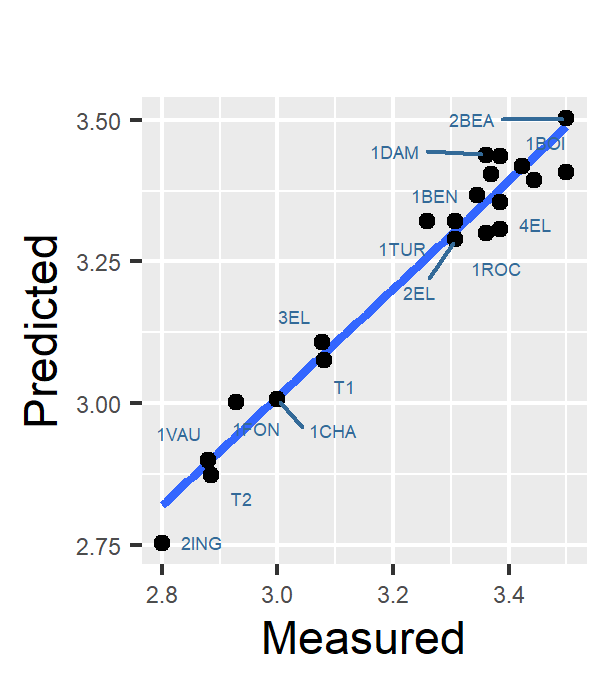 3.50
2BEA
1BOI
1DAM
1BEN
4EL
1TUR
3.25
1ROC
2EL
3EL
T1
3.00
1VAU
1FON
1CHA
T2
2.75
2ING
2.8
3.0
3.2
3.4
Measured
Predicted